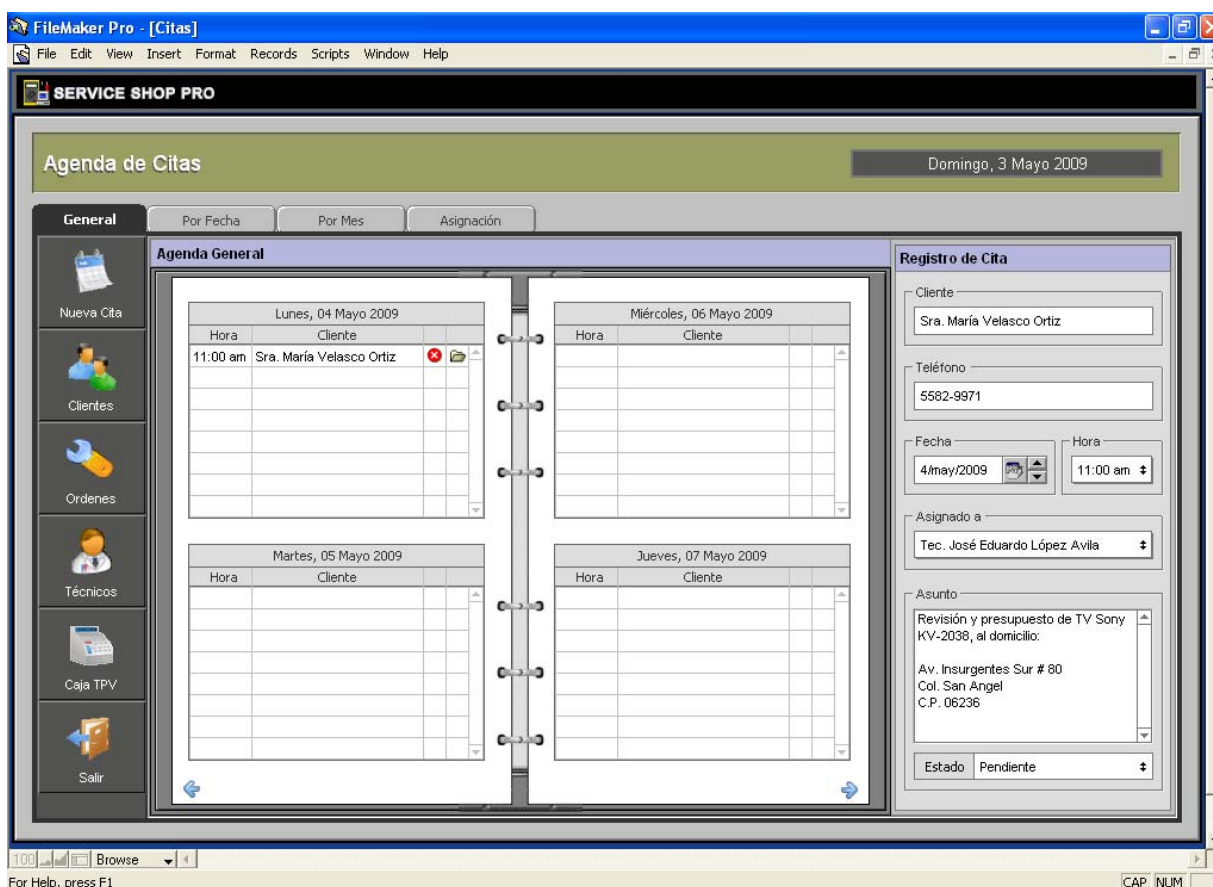 FileMaker Pro - [Citas]
File Edit View Insert Format Records Scripts Window Help
SERVICE SHOP PRO
Agenda de Citas
Domingo, 3 Mayo 2009
General Por Fecha Por Mes Asignación
Nueva Cita
Clientes
Ordenes
Técnicos
Caja TPV
Salir
Agenda General
Lunes, 04 Mayo 2009
Hora Cliente
11:00 am Sra. María Velasco Ortiz
Martes, 05 Mayo 2009
Hora Cliente
Miércoles, 06 Mayo 2009
Hora Cliente
Jueves, 07 Mayo 2009
Hora Cliente
Registro de Cita
Cliente
Sra. María Velasco Ortiz
Teléfono
5582-9971
Fecha Hora
4/may/2009 11:00 am
Asignado a
Tec. José Eduardo López Avila
Asunto
Revisión y presupuesto de TV Sony
KV-2038, al domicilio:
Av. Insurgentes Sur # 80
Col. San Angel
C.P. 06236
Estado Pendiente
100 Browse
For Help, press F1
CAP NUM